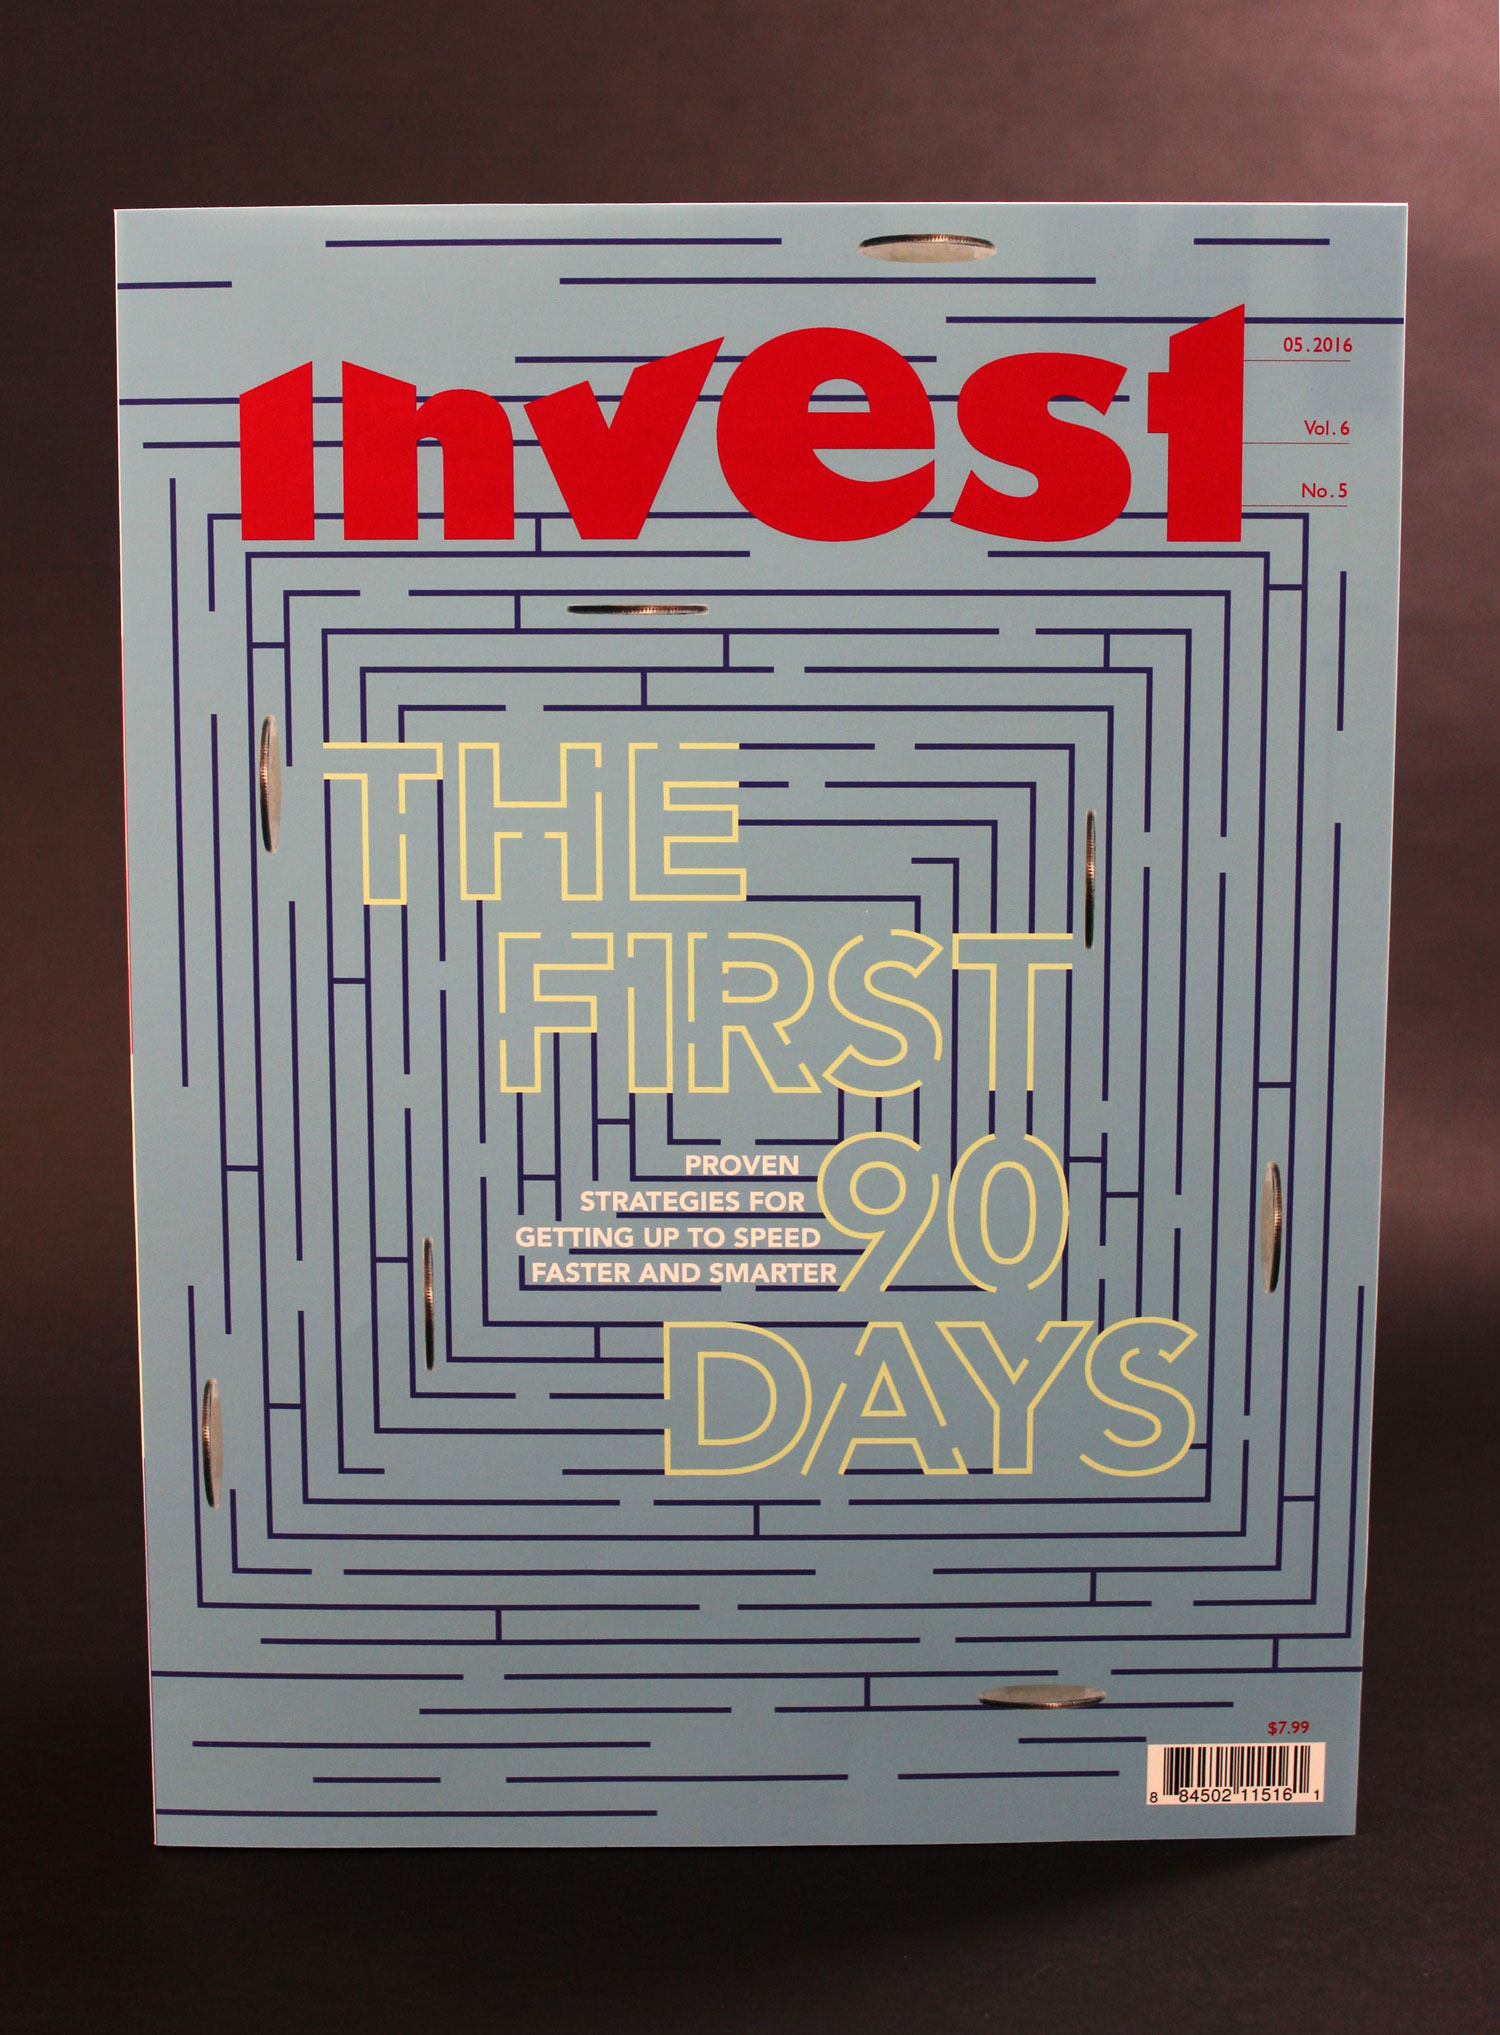 ınvest
05.2016
Vol. 6
No. 5
THE
FIRST
90
DAYS
PROVEN
STRATEGIES FOR
GETTING UP TO SPEED
FASTER AND SMARTER
$7.99
8 84502 11516 1